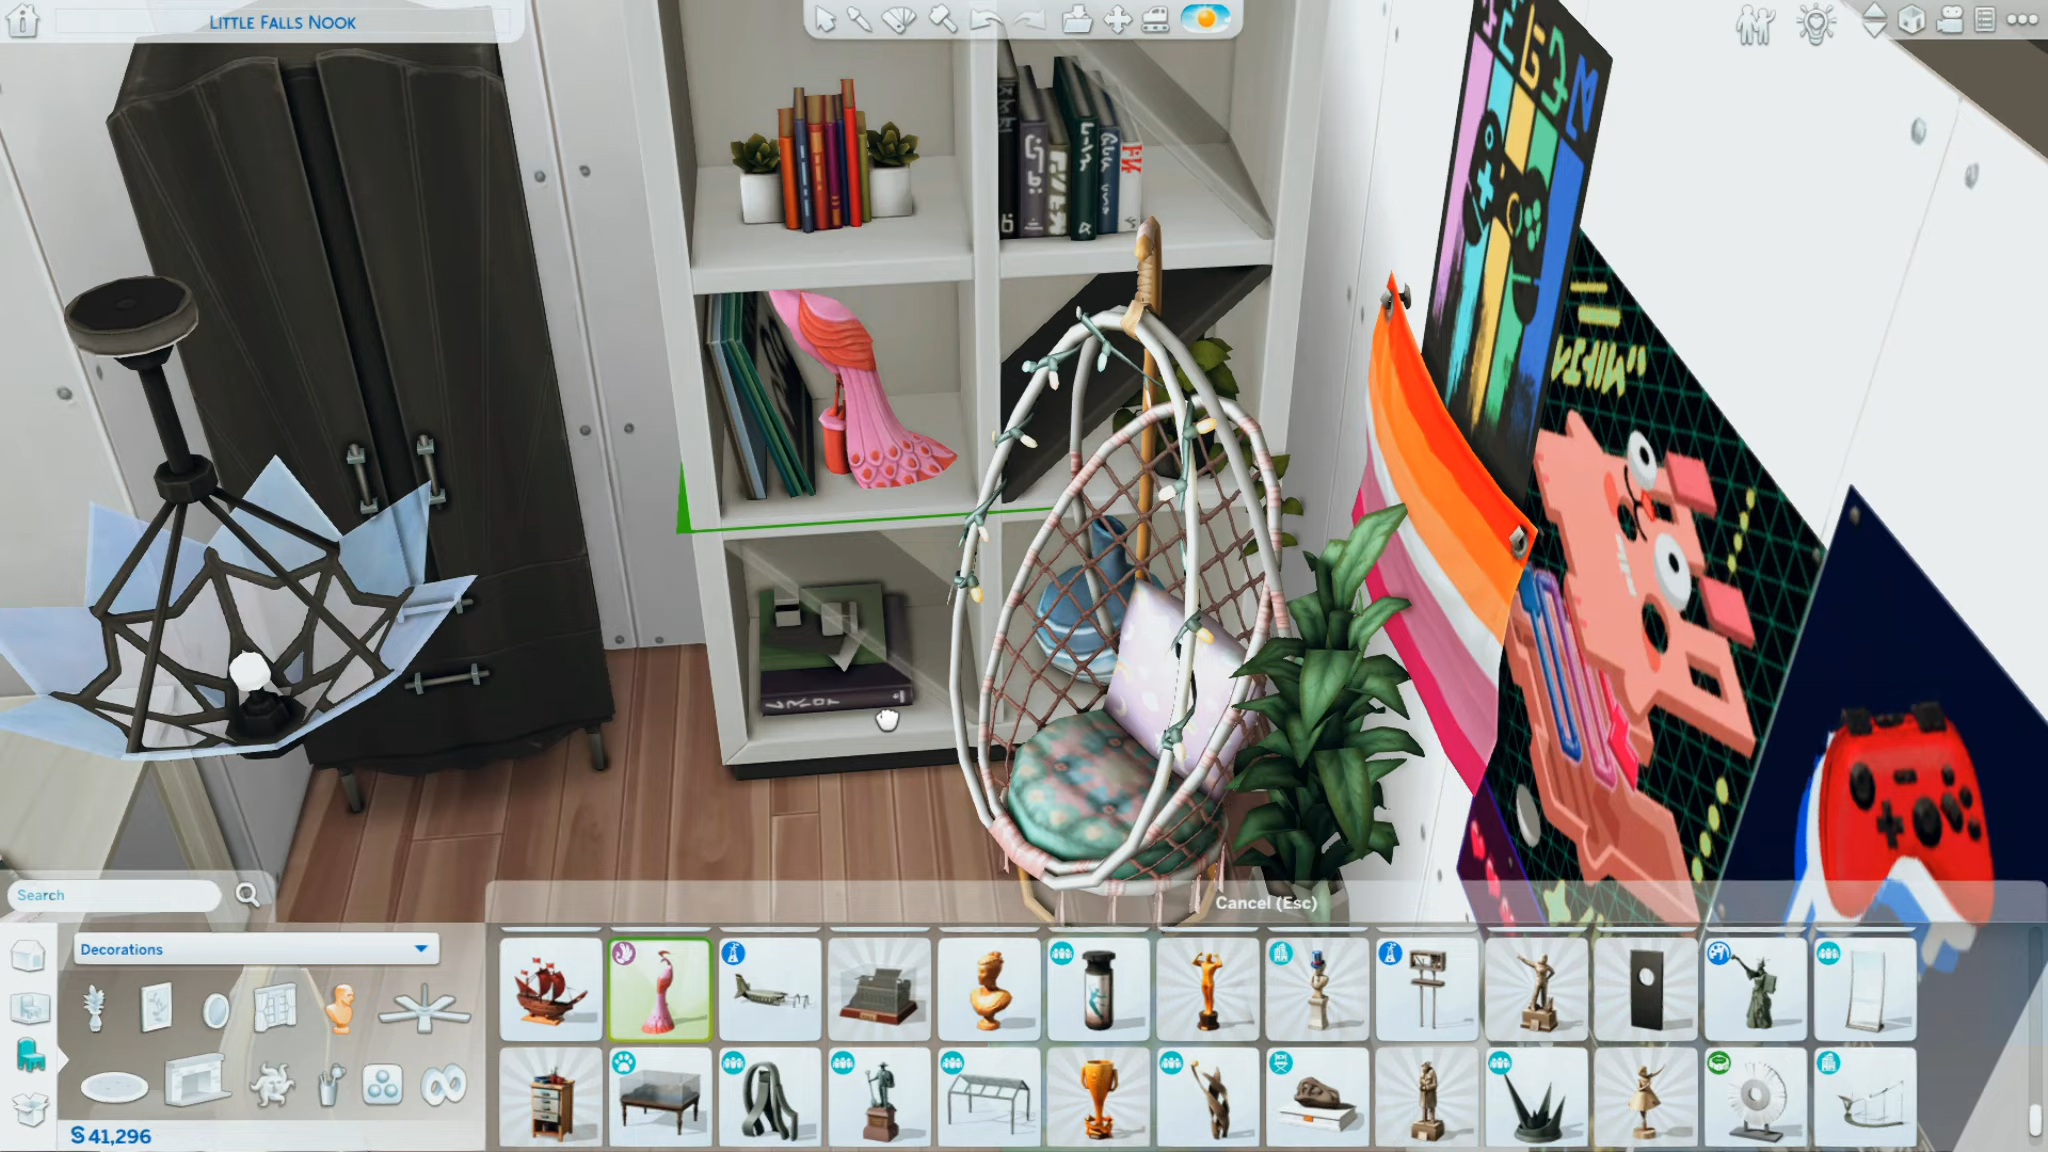 LITTLE FALLS NOOK
Cancel (Esc)
Search
Decorations
§41,296